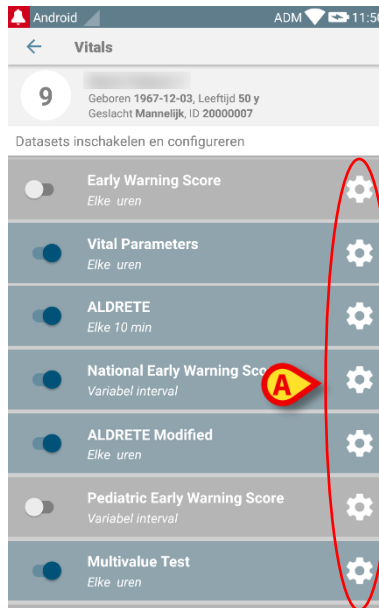 Android ADM 11:50
Vitals
9
Geboren 1967-12-03, Leeftijd 50 y
Geslacht Mannelijk, ID 20000007
Datasets inschakelen en configureren
Early Warning Score
Elke uren
Vital Parameters
Elke uren
ALDRETE
Elke 10 min
National Early Warning Sco
Variabel interval
A
ALDRETE Modified
Elke uren
Pediatric Early Warning Score
Variabel interval
Multivalue Test
Elke uren